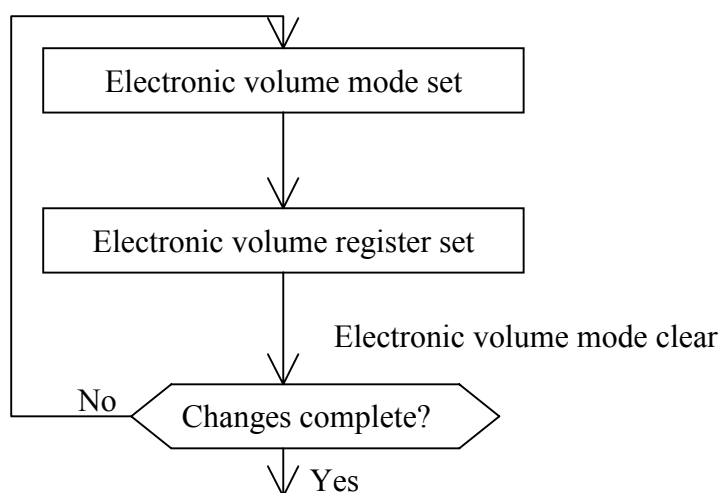 Electronic volume mode set
Electronic volume register set
Electronic volume mode clear
No
Changes complete?
Yes